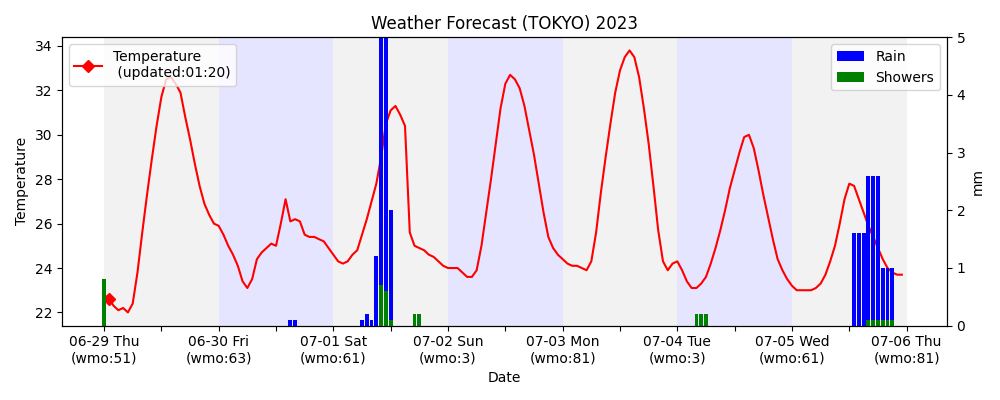 Weather Forecast (TOKYO) 2023
Temperature
(updated:01:20)
Rain
Showers
Temperature
34
32
30
28
26
24
22
5
4
3
2
1
0
mm
06-29 Thu
(wmo:51)
06-30 Fri
(wmo:63)
07-01 Sat
(wmo:61)
07-02 Sun
(wmo:3)
07-03 Mon
(wmo:81)
07-04 Tue
(wmo:3)
07-05 Wed
(wmo:61)
07-06 Thu
(wmo:81)
Date